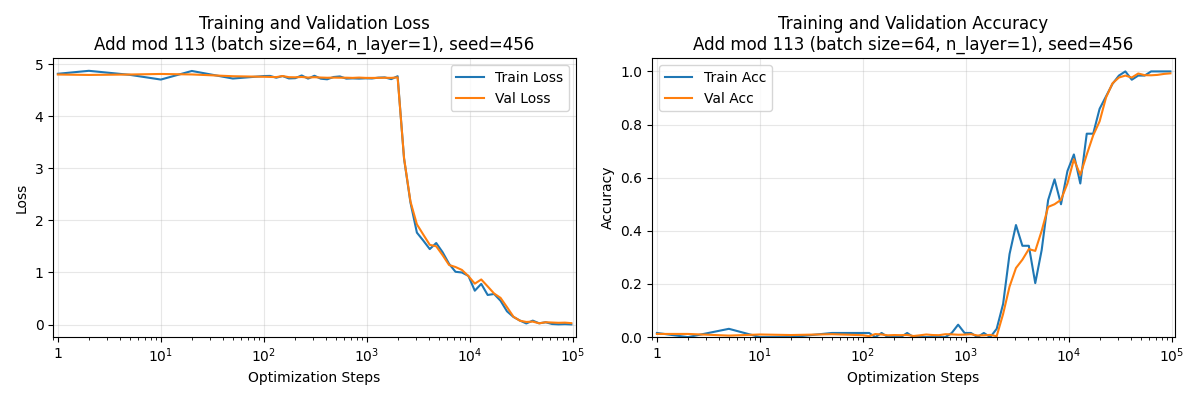 Training and Validation Loss
Add mod 113 (batch size=64, n_layer=1), seed=456
Loss
5
4
3
2
1
0
Train Loss
Val Loss
1
10^1
10^2
10^3
10^4
10^5
Optimization Steps
Training and Validation Accuracy
Add mod 113 (batch size=64, n_layer=1), seed=456
Accuracy
1.0
0.8
0.6
0.4
0.2
0.0
Train Acc
Val Acc
1
10^1
10^2
10^3
10^4
10^5
Optimization Steps